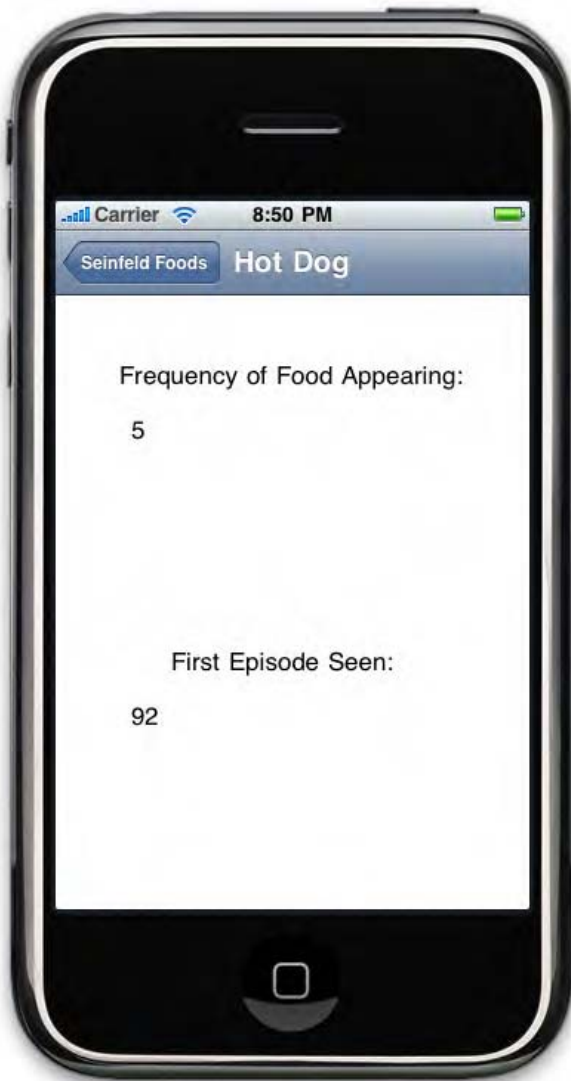 Carrier 8:50 PM
Seinfeld Foods Hot Dog
Frequency of Food Appearing:
5
First Episode Seen:
92